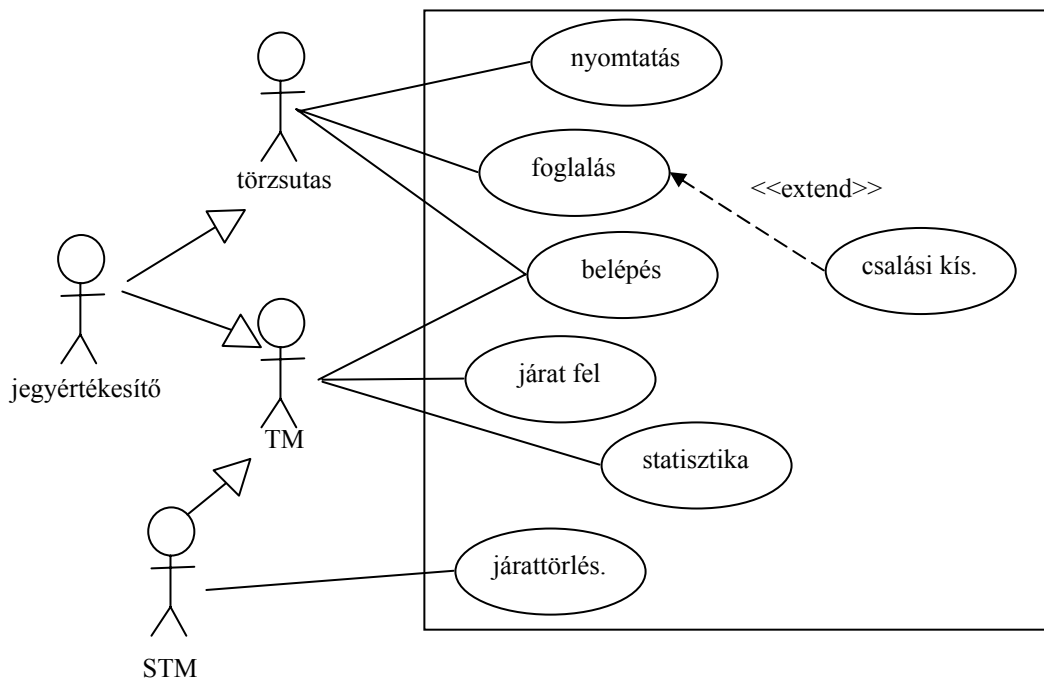 nyomtatás
foglalás
<<extend>>
törzsutas
belépés
csalási kís.
jegyértékesítő
járat fel
TM
statisztika
járattörlés.
STM